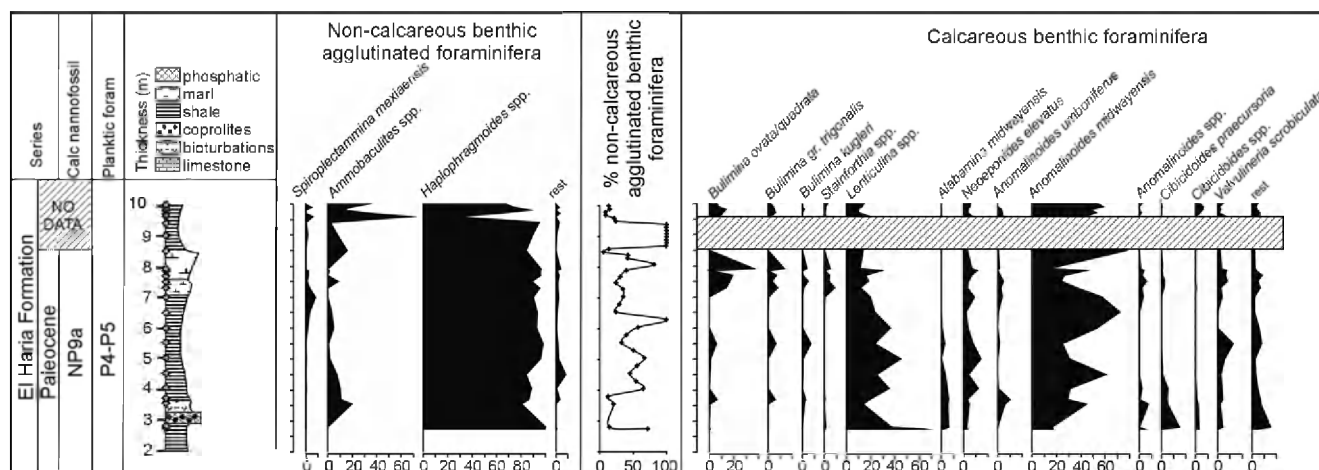 Series
Calc nannofossil
Planktic foram
Thickness (m)
phosphatic
marl
shale
coprolites
bioturbations
limestone
Non-calcareous benthic
agglutinated foraminifera
Spiroplectammina mexiaensis
Ammobaculites spp.
Haplophragmoides spp.
rest
% non-calcareous
agglutinated benthic
foraminifera
Calcareous benthic foraminifera
Bulimina ovata/quadrata
Bulimina gr. trigonalis
Bulimina kugleri
Stainforthia spp.
Lenticulina spp.
Alabamina midwayensis
Neoeponides elevatus
Anomalinoides umboniferus
Anomalinoides midwayensis
Anomalinoides spp.
Cibicidoides praecursoria
Cibicidoides spp.
Valvulineria scrobiculata
rest
El Haria Formation
Paleocene
NO
DATA
NP9a
P4-P5
10
9
8
7
6
5
4
3
2
0 0 20 40 60 0 20 40 60 80 0
0 50 100
0 20 0 0 0 0 20 40 60 0 0 0 0 20 40 60 0 0 0 0 0